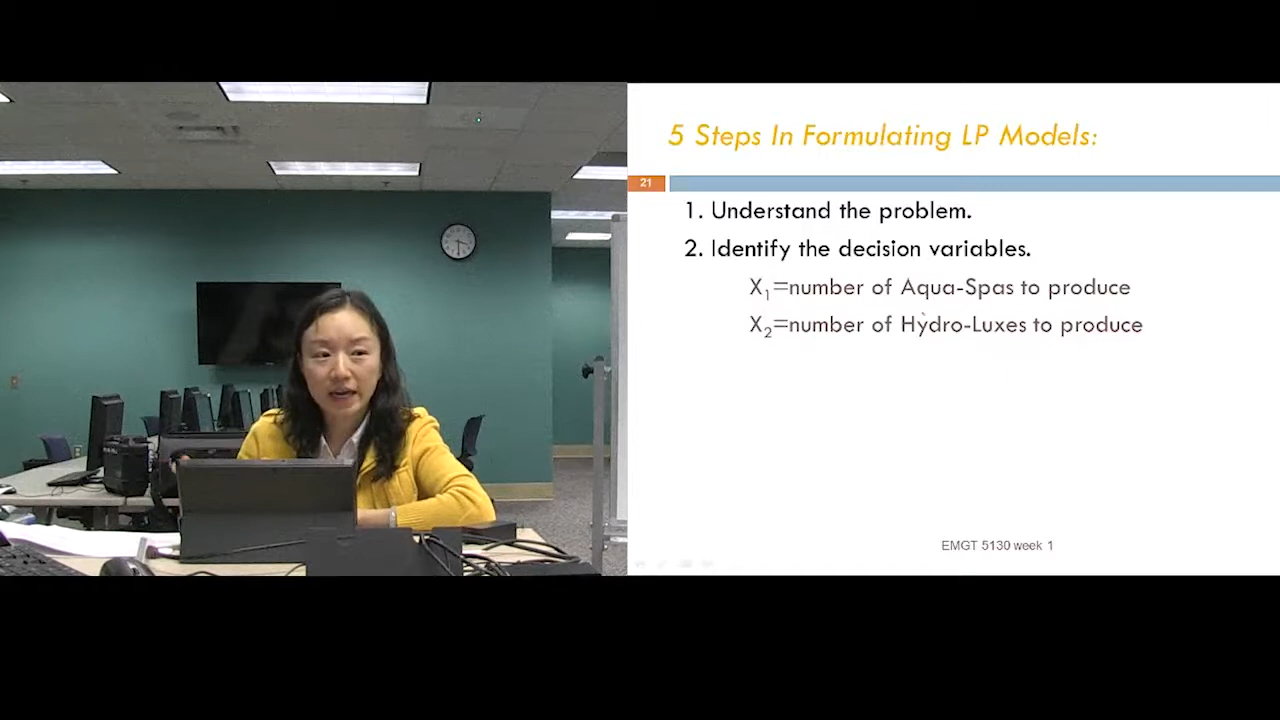 5 Steps In Formulating LP Models:
21
1. Understand the problem.
2. Identify the decision variables.
X₁=number of Aqua-Spas to produce
X₂=number of Hydro-Luxes to produce
EMGT 5130 week 1